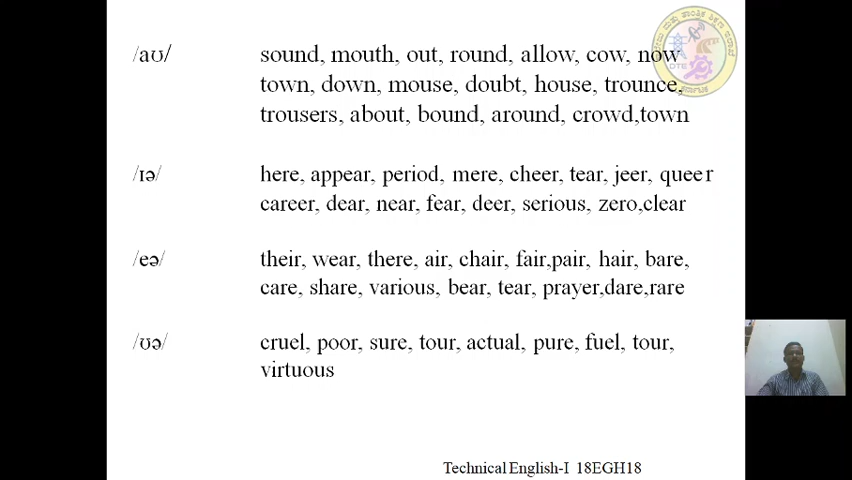 /aʊ/ sound, mouth, out, round, allow, cow, now
town, down, mouse, doubt, house, trounce,
trousers, about, bound, around, crowd,town
/ɪə/ here, appear, period, mere, cheer, tear, jeer, queer
career, dear, near, fear, deer, serious, zero,clear
/eə/ their, wear, there, air, chair, fair,pair, hair, bare,
care, share, various, bear, tear, prayer,dare,rare
/ʊə/ cruel, poor, sure, tour, actual, pure, fuel, tour,
virtuous
DTE
Technical English-I 18EGH18